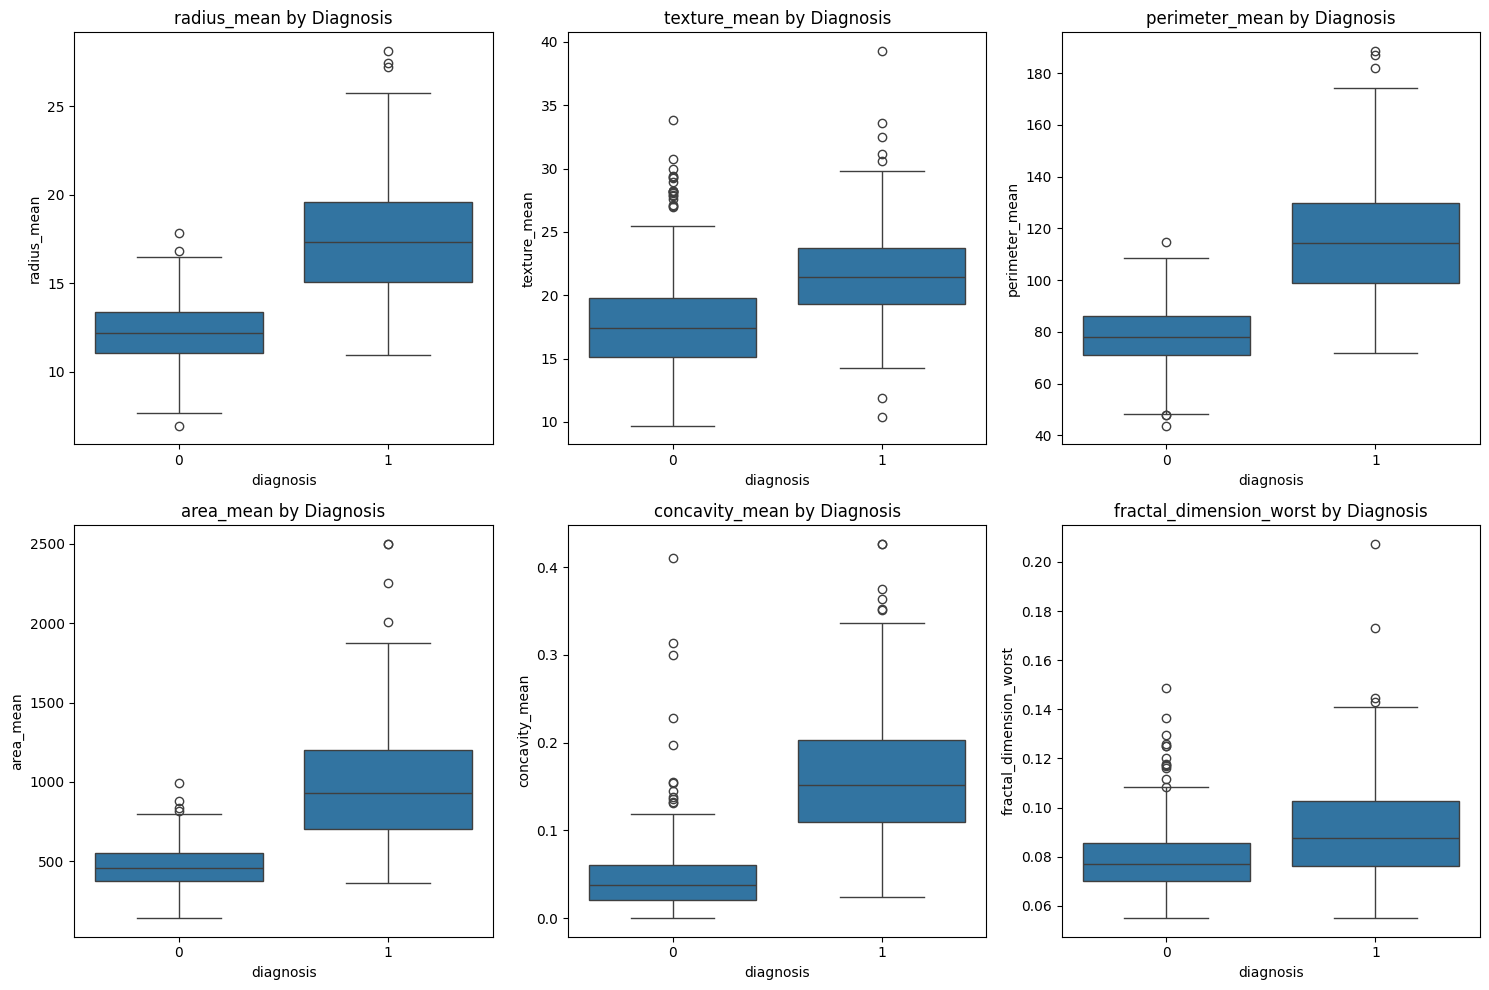 radius_mean by Diagnosis
texture_mean by Diagnosis
perimeter_mean by Diagnosis
radius_mean
25
20
15
10
0
1
diagnosis
texture_mean
40
35
30
25
20
15
10
0
1
diagnosis
perimeter_mean
180
160
140
120
100
80
60
40
0
1
diagnosis
area_mean by Diagnosis
concavity_mean by Diagnosis
fractal_dimension_worst by Diagnosis
area_mean
2500
2000
1500
1000
500
0
1
diagnosis
concavity_mean
0.4
0.3
0.2
0.1
0.0
0
1
diagnosis
fractal_dimension_worst
0.20
0.18
0.16
0.14
0.12
0.10
0.08
0.06
0
1
diagnosis